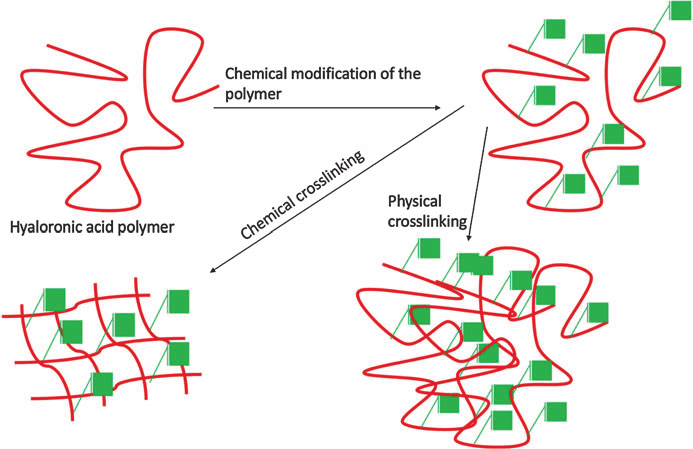 Chemical modification of the
polymer
Hyaloronic acid polymer
Chemical crosslinking
Physical
crosslinking